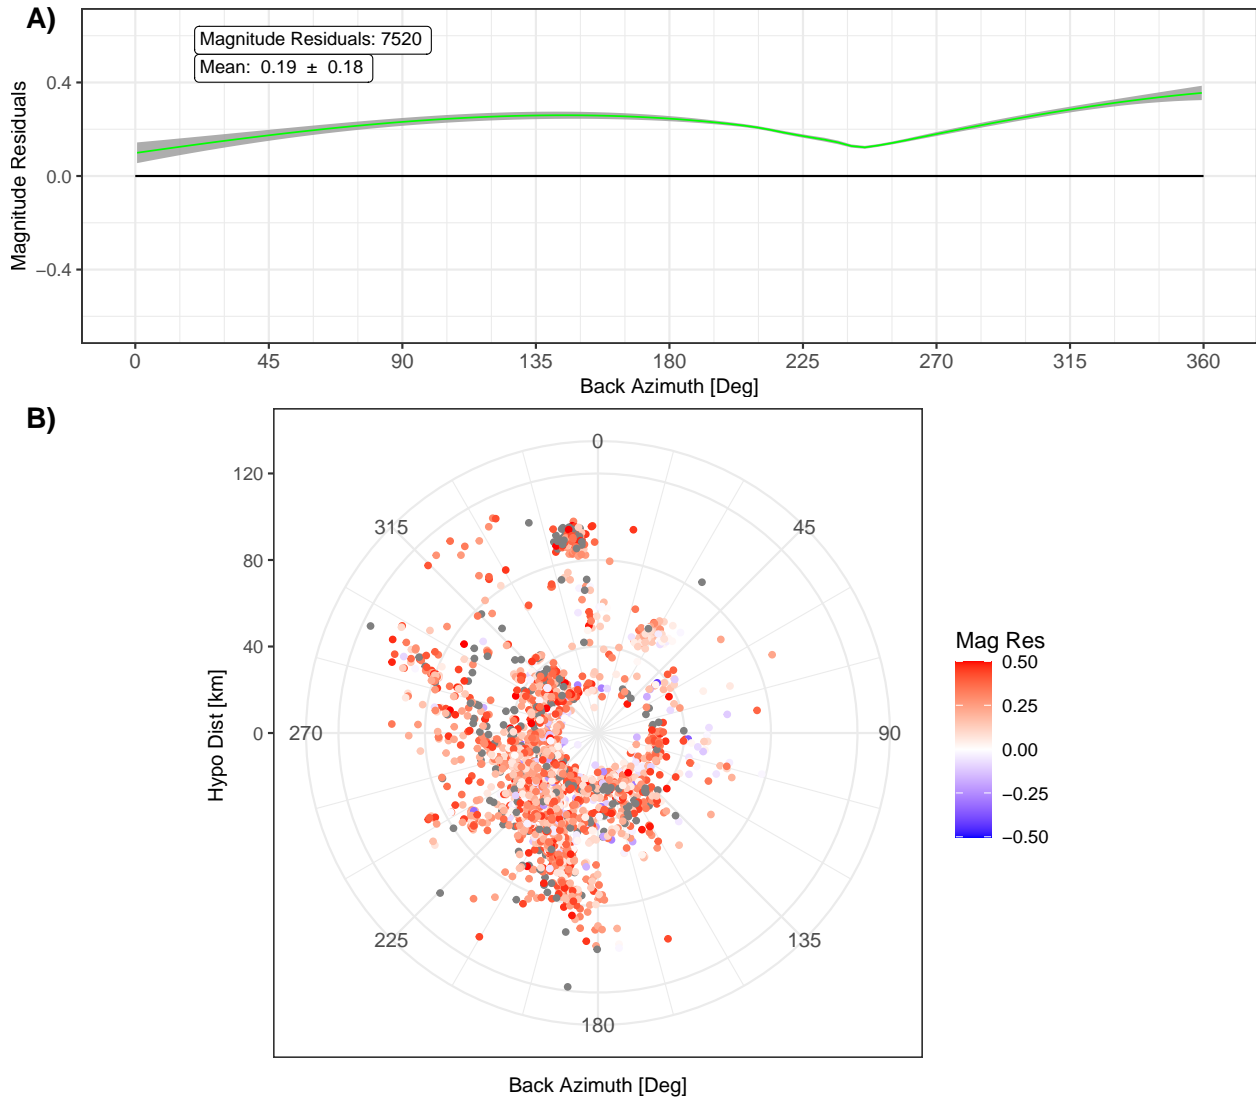 A)
Magnitude Residuals: 7520
Mean:  0.19  ±  0.18
0.4
0.0
−0.4
Magnitude Residuals
0 45 90 135 180 225 270 315 360
Back Azimuth [Deg]
B)
0
45
90
135
180
225
270
315
120
80
40
0
Hypo Dist [km]
Back Azimuth [Deg]
Mag Res
0.50
0.25
0.00
−0.25
−0.50